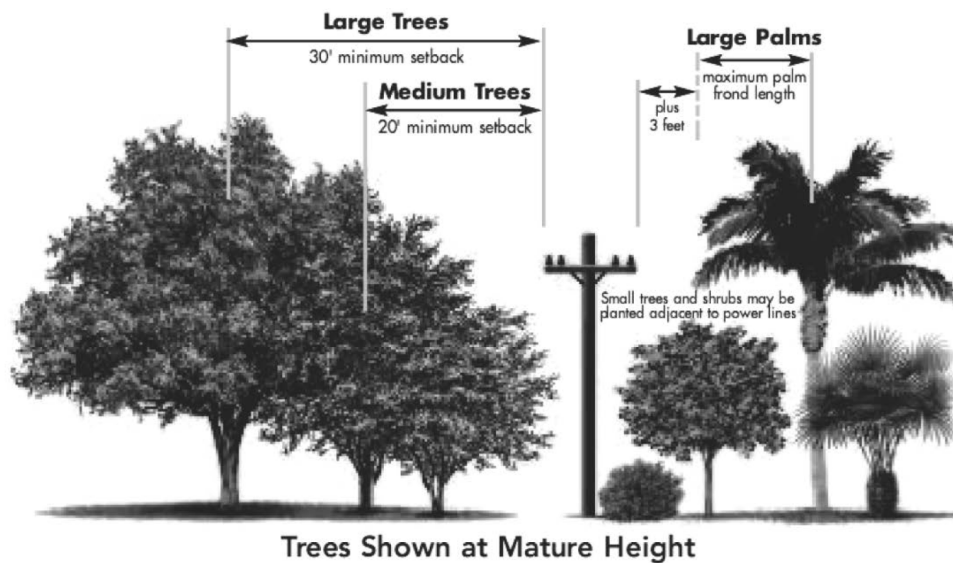 Large Trees
30' minimum setback
Medium Trees
20' minimum setback
Large Palms
maximum palm
frond length
plus
3 feet
Small trees and shrubs may be
planted adjacent to power lines
Trees Shown at Mature Height